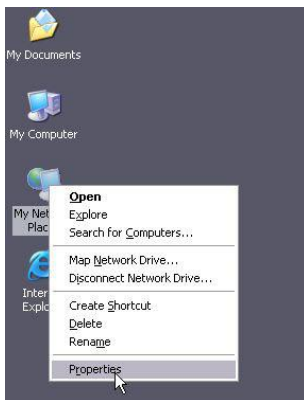 My Documents
My Computer
My Net
Plac
Open
Explore
Search for Computers...
Map Network Drive...
Disconnect Network Drive...
Create Shortcut
Delete
Rename
Properties
Inter
Explo